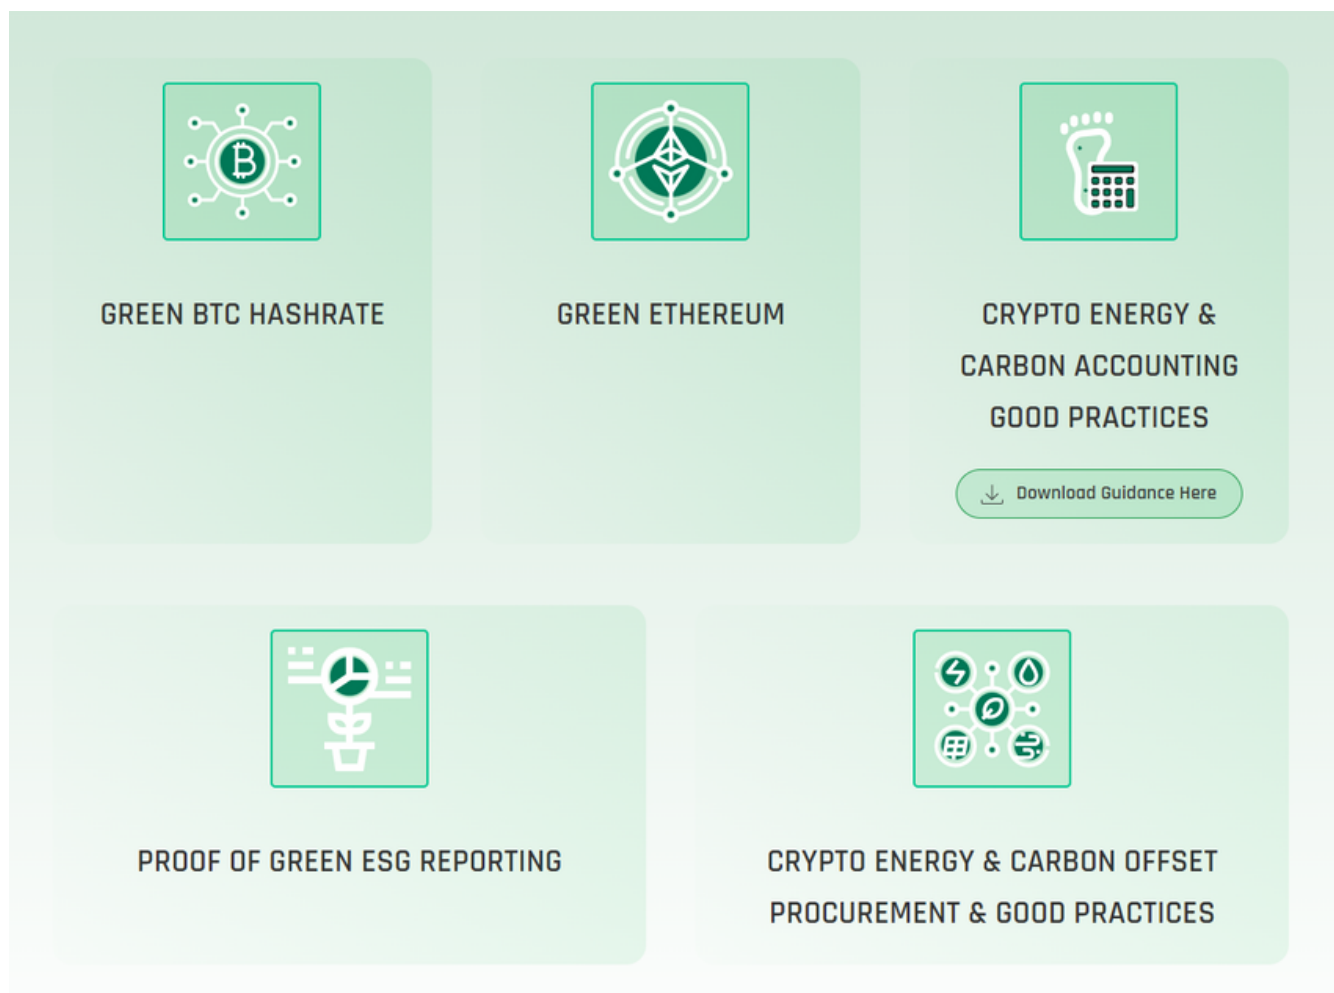 GREEN BTC HASHRATE
GREEN ETHEREUM
CRYPTO ENERGY &
CARBON ACCOUNTING
GOOD PRACTICES
Download Guidance Here
PROOF OF GREEN ESG REPORTING
CRYPTO ENERGY & CARBON OFFSET
PROCUREMENT & GOOD PRACTICES